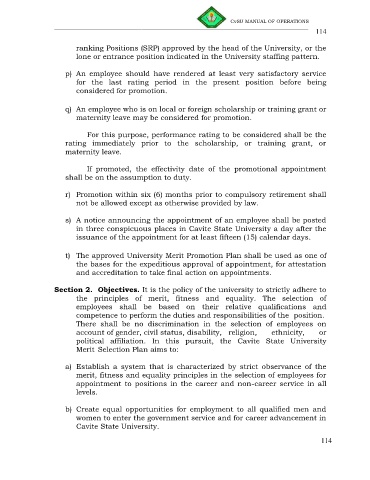 CvSU MANUAL OF OPERATIONS
114
ranking Positions (SRP) approved by the head of the University, or the
lone or entrance position indicated in the University staffing pattern.
p) An employee should have rendered at least very satisfactory service
for the last rating period in the present position before being
considered for promotion.
q) An employee who is on local or foreign scholarship or training grant or
maternity leave may be considered for promotion.
For this purpose, performance rating to be considered shall be the
rating immediately prior to the scholarship, or training grant, or
maternity leave.
If promoted, the effectivity date of the promotional appointment
shall be on the assumption to duty.
r) Promotion within six (6) months prior to compulsory retirement shall
not be allowed except as otherwise provided by law.
s) A notice announcing the appointment of an employee shall be posted
in three conspicuous places in Cavite State University a day after the
issuance of the appointment for at least fifteen (15) calendar days.
t) The approved University Merit Promotion Plan shall be used as one of
the bases for the expeditious approval of appointment, for attestation
and accreditation to take final action on appointments.
Section 2. Objectives. It is the policy of the university to strictly adhere to
the principles of merit, fitness and equality. The selection of
employees shall be based on their relative qualifications and
competence to perform the duties and responsibilities of the position.
There shall be no discrimination in the selection of employees on
account of gender, civil status, disability, religion, ethnicity, or
political affiliation. In this pursuit, the Cavite State University
Merit Selection Plan aims to:
a) Establish a system that is characterized by strict observance of the
merit, fitness and equality principles in the selection of employees for
appointment to positions in the career and non-career service in all
levels.
b) Create equal opportunities for employment to all qualified men and
women to enter the government service and for career advancement in
Cavite State University.
114